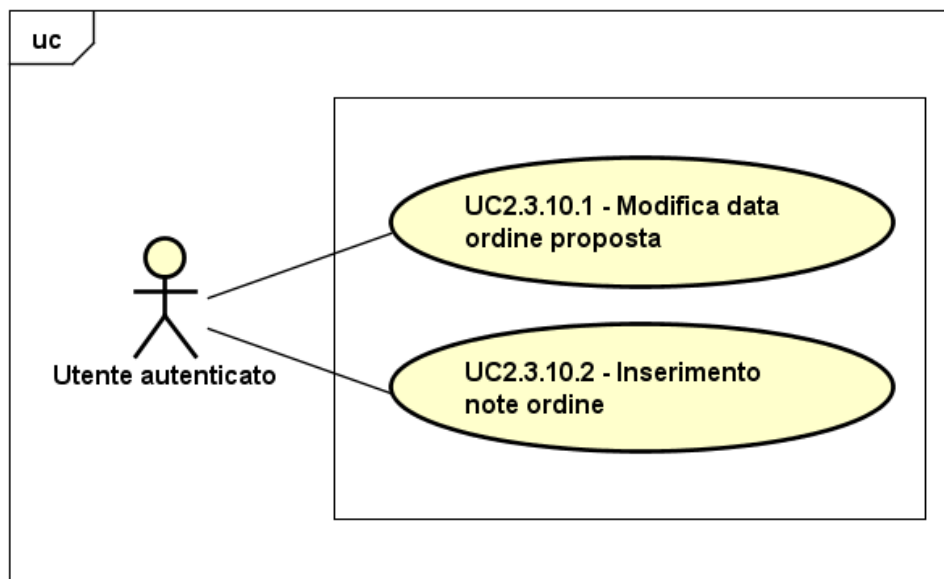 uc
UC2.3.10.1 - Modifica data
ordine proposta
Utente autenticato
UC2.3.10.2 - Inserimento
note ordine